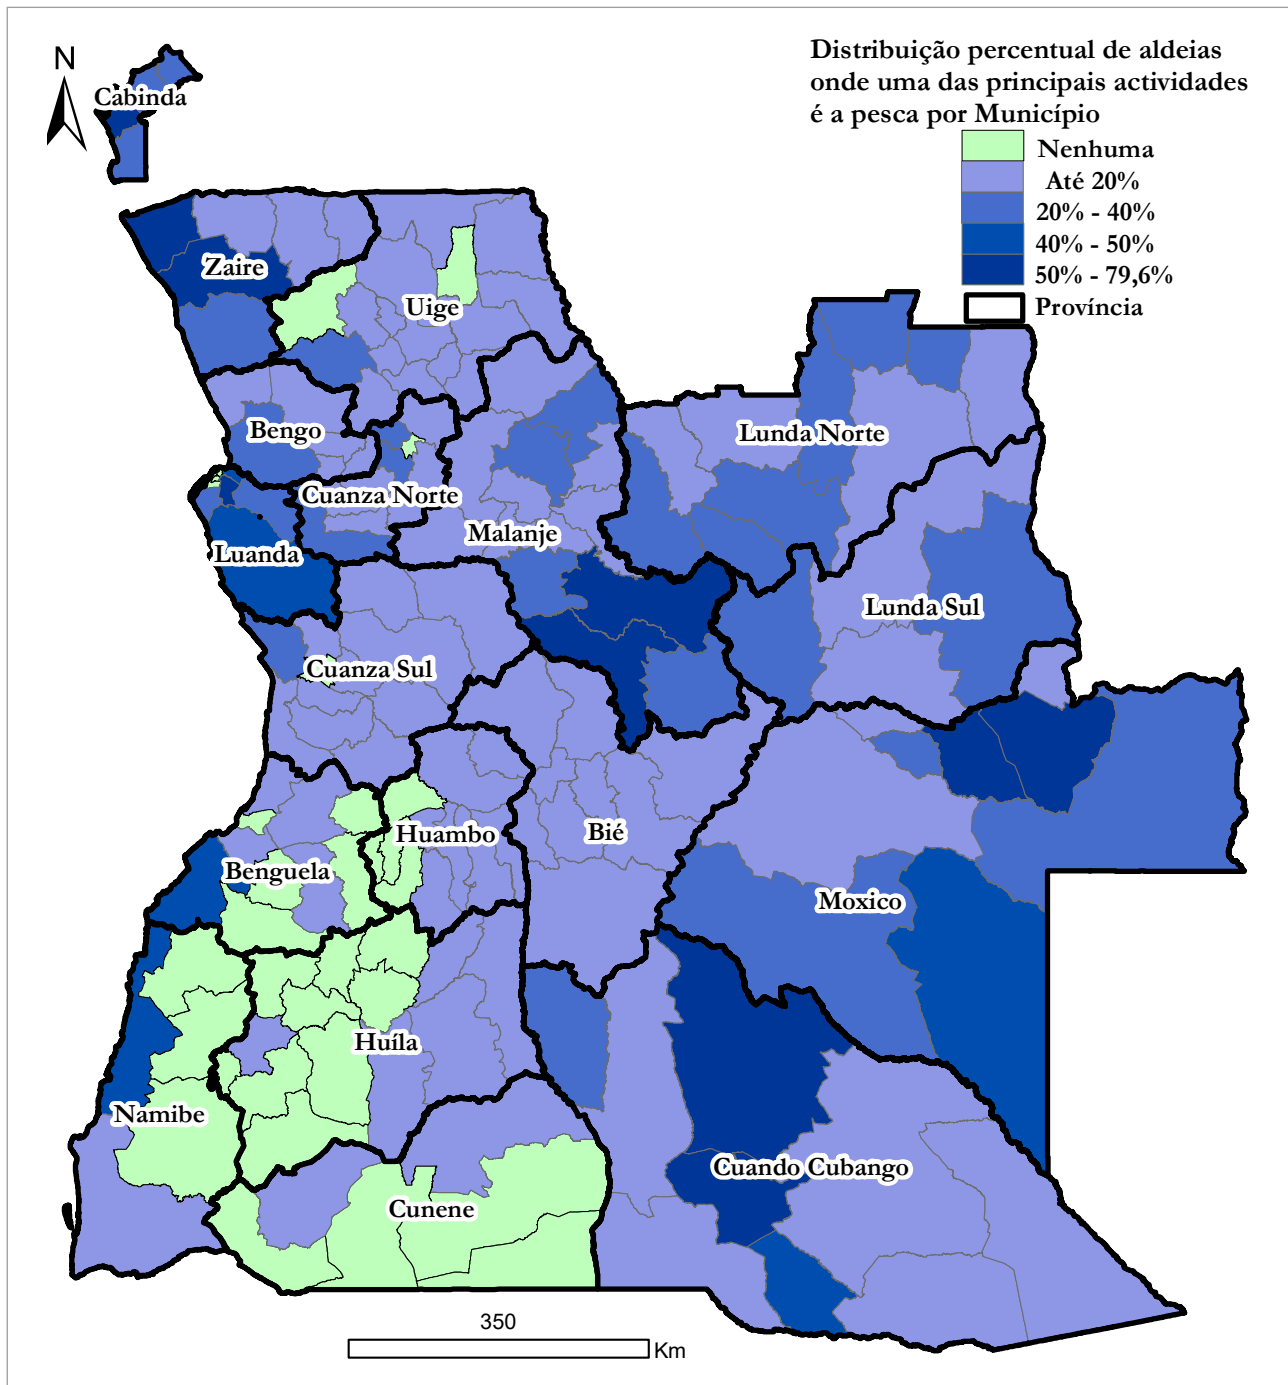 Distribuição percentual de aldeias
onde uma das principais actividades
é a pesca por Município
Nenhuma
Até 20%
20% - 40%
40% - 50%
50% - 79,6%
Província
N
Cabinda
Zaire
Uige
Bengo
Lunda Norte
Cuanza Norte
Malanje
Luanda
Lunda Sul
Cuanza Sul
Huambo
Bié
Benguela
Moxico
Huíla
Namibe
Cuando Cubango
Cunene
350
Km